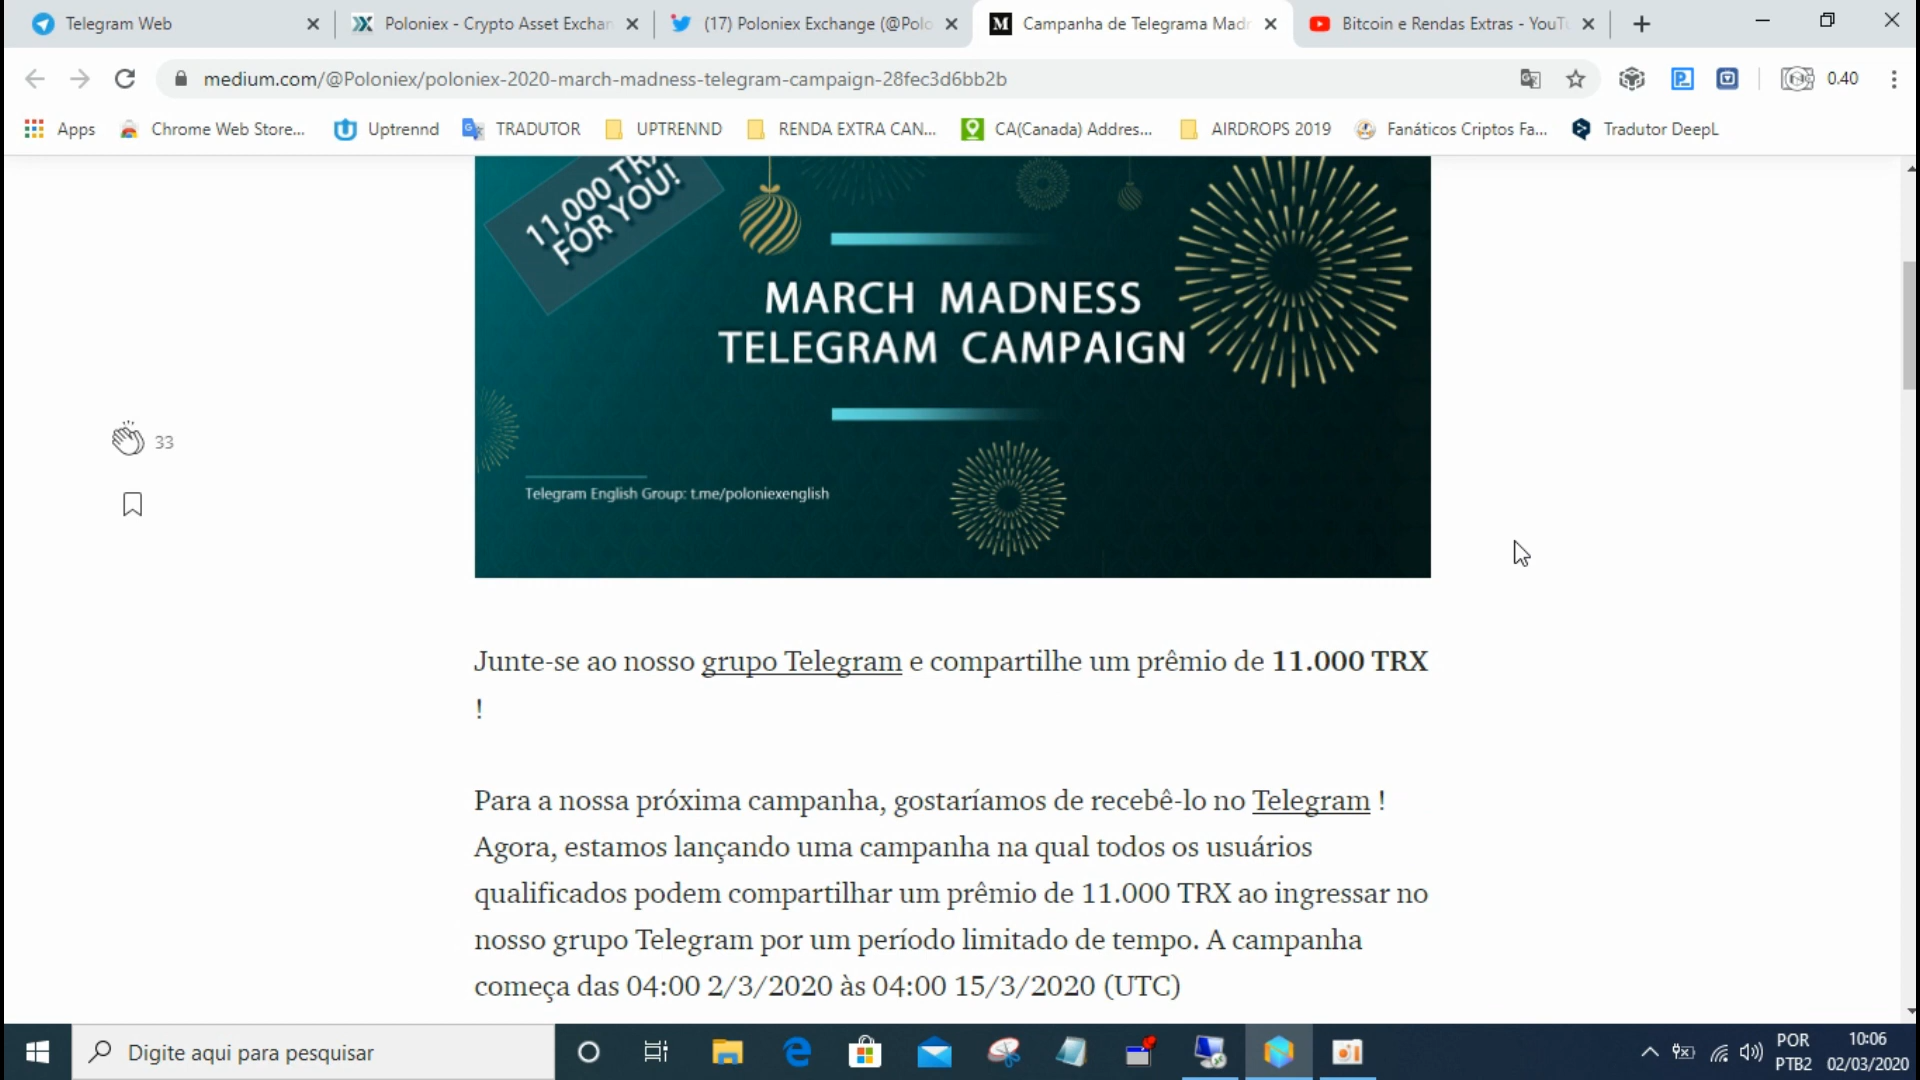 Telegram Web
Poloniex - Crypto Asset Exchan
(17) Poloniex Exchange (@Polo
Campanha de Telegrama Madr
Bitcoin e Rendas Extras - YouTu
medium.com/@Poloniex/poloniex-2020-march-madness-telegram-campaign-28fec3d6bb2b
0.40
Apps
Chrome Web Store...
Uptrennd
TRADUTOR
UPTRENND
RENDA EXTRA CAN...
CA(Canada) Addres...
AIRDROPS 2019
Fanáticos Criptos Fa...
Tradutor DeepL
11,000 TRX
FOR YOU!
MARCH MADNESS
TELEGRAM CAMPAIGN
Telegram English Group: t.me/poloniexenglish
33
Junte-se ao nosso grupo Telegram e compartilhe um prêmio de 11.000 TRX
!
Para a nossa próxima campanha, gostaríamos de recebê-lo no Telegram !
Agora, estamos lançando uma campanha na qual todos os usuários
qualificados podem compartilhar um prêmio de 11.000 TRX ao ingressar no
nosso grupo Telegram por um período limitado de tempo. A campanha
começa das 04:00 2/3/2020 às 04:00 15/3/2020 (UTC)
Digite aqui para pesquisar
POR
PTB2
10:06
02/03/2020